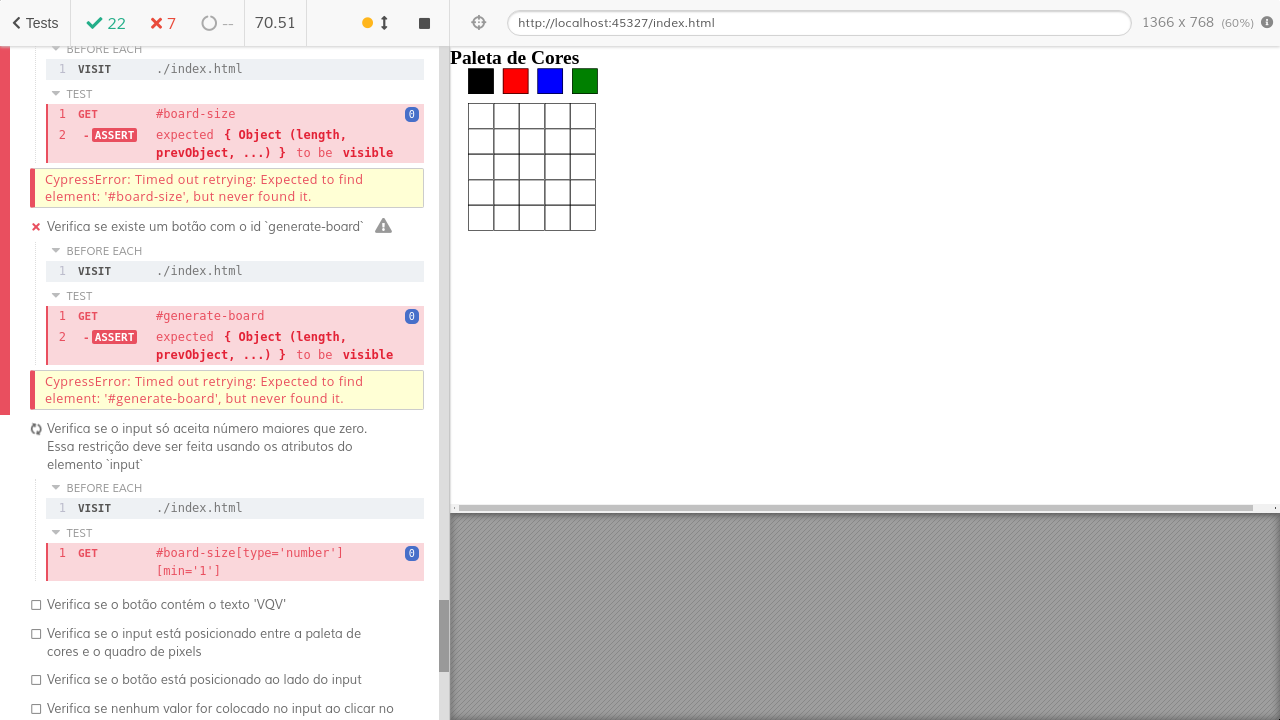 Tests 22 7 -- 70.51
http://localhost:45327/index.html 1366 x 768 (60%)
BEFORE EACH
1 VISIT ./index.html
TEST
1 GET #board-size 0
2 -ASSERT expected { Object (length,
prevObject, ...) } to be visible
CypressError: Timed out retrying: Expected to find
element: '#board-size', but never found it.
Verifica se existe um botão com o id `generate-board`
BEFORE EACH
1 VISIT ./index.html
TEST
1 GET #generate-board 0
2 -ASSERT expected { Object (length,
prevObject, ...) } to be visible
CypressError: Timed out retrying: Expected to find
element: '#generate-board', but never found it.
Verifica se o input só aceita número maiores que zero.
Essa restrição deve ser feita usando os atributos do
elemento `input`
BEFORE EACH
1 VISIT ./index.html
TEST
1 GET #board-size[type='number'] 0
[min='1']
Verifica se o botão contém o texto 'VQV'
Verifica se o input está posicionado entre a paleta de
cores e o quadro de pixels
Verifica se o botão está posicionado ao lado do input
Verifica se nenhum valor for colocado no input ao clicar no
Paleta de Cores